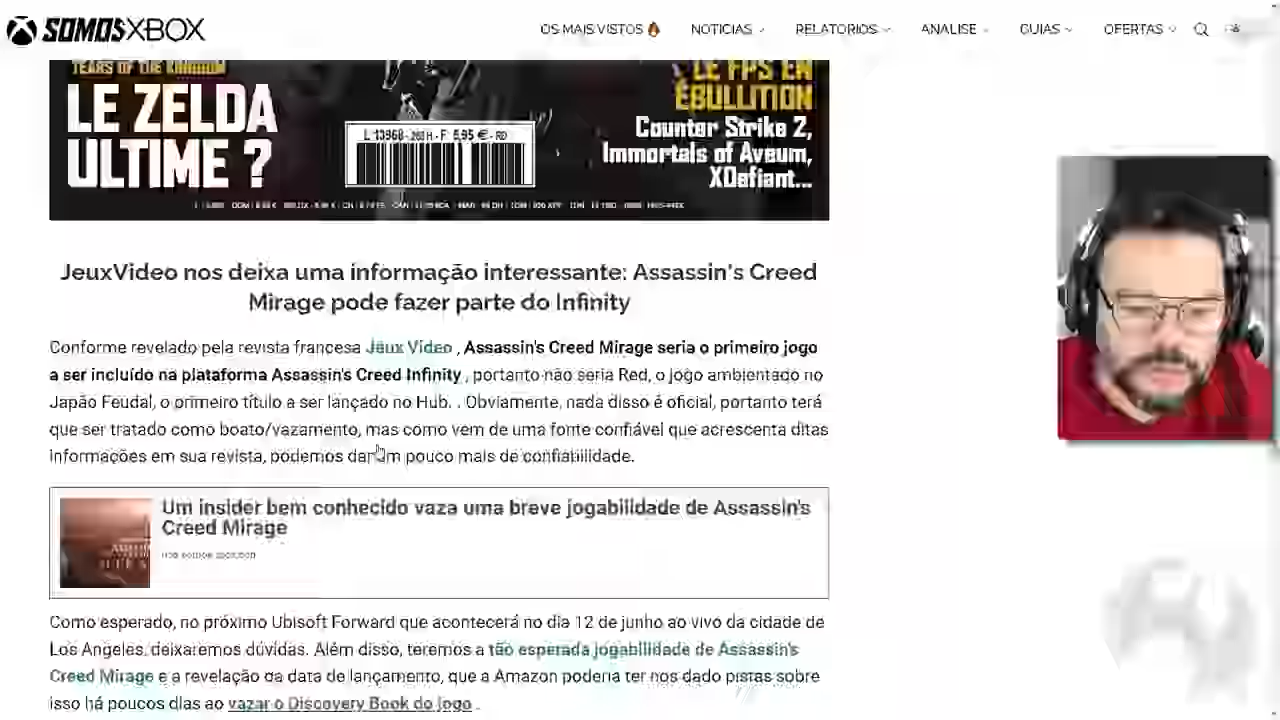 SOMOSXBOX
OS MAIS VISTOS
NOTICIAS
RELATORIOS
ANALISE
GUIAS
OFERTAS
TEARS OF THE KINGDOM
LE ZELDA
ULTIME ?
LE FPS EN
ÉBULLITION
Counter Strike 2,
Immortals of Aveum,
XDefiant...
JeuxVideo nos deixa uma informação interessante: Assassin's Creed
Mirage pode fazer parte do Infinity
Conforme revelado pela revista francesa Jeux Video , Assassin's Creed Mirage seria o primeiro jogo
a ser incluído na plataforma Assassin's Creed Infinity , portanto não seria Red, o jogo ambientado no
Japão Feudal, o primeiro título a ser lançado no Hub. . Obviamente, nada disso é oficial, portanto terá
que ser tratado como boato/vazamento, mas como vem de uma fonte confiável que acrescenta ditas
informações em sua revista, podemos dar um pouco mais de confiabilidade.
Um insider bem conhecido vaza uma breve jogabilidade de Assassin's
Creed Mirage
Como esperado, no próximo Ubisoft Forward que acontecerá no dia 12 de junho ao vivo da cidade de
Los Angeles, deixaremos dúvidas. Além disso, teremos a tão esperada jogabilidade de Assassin's
Creed Mirage e a revelação da data de lançamento, que a Amazon poderia ter nos dado pistas sobre
isso há poucos dias ao vazar o Discovery Book do jogo .